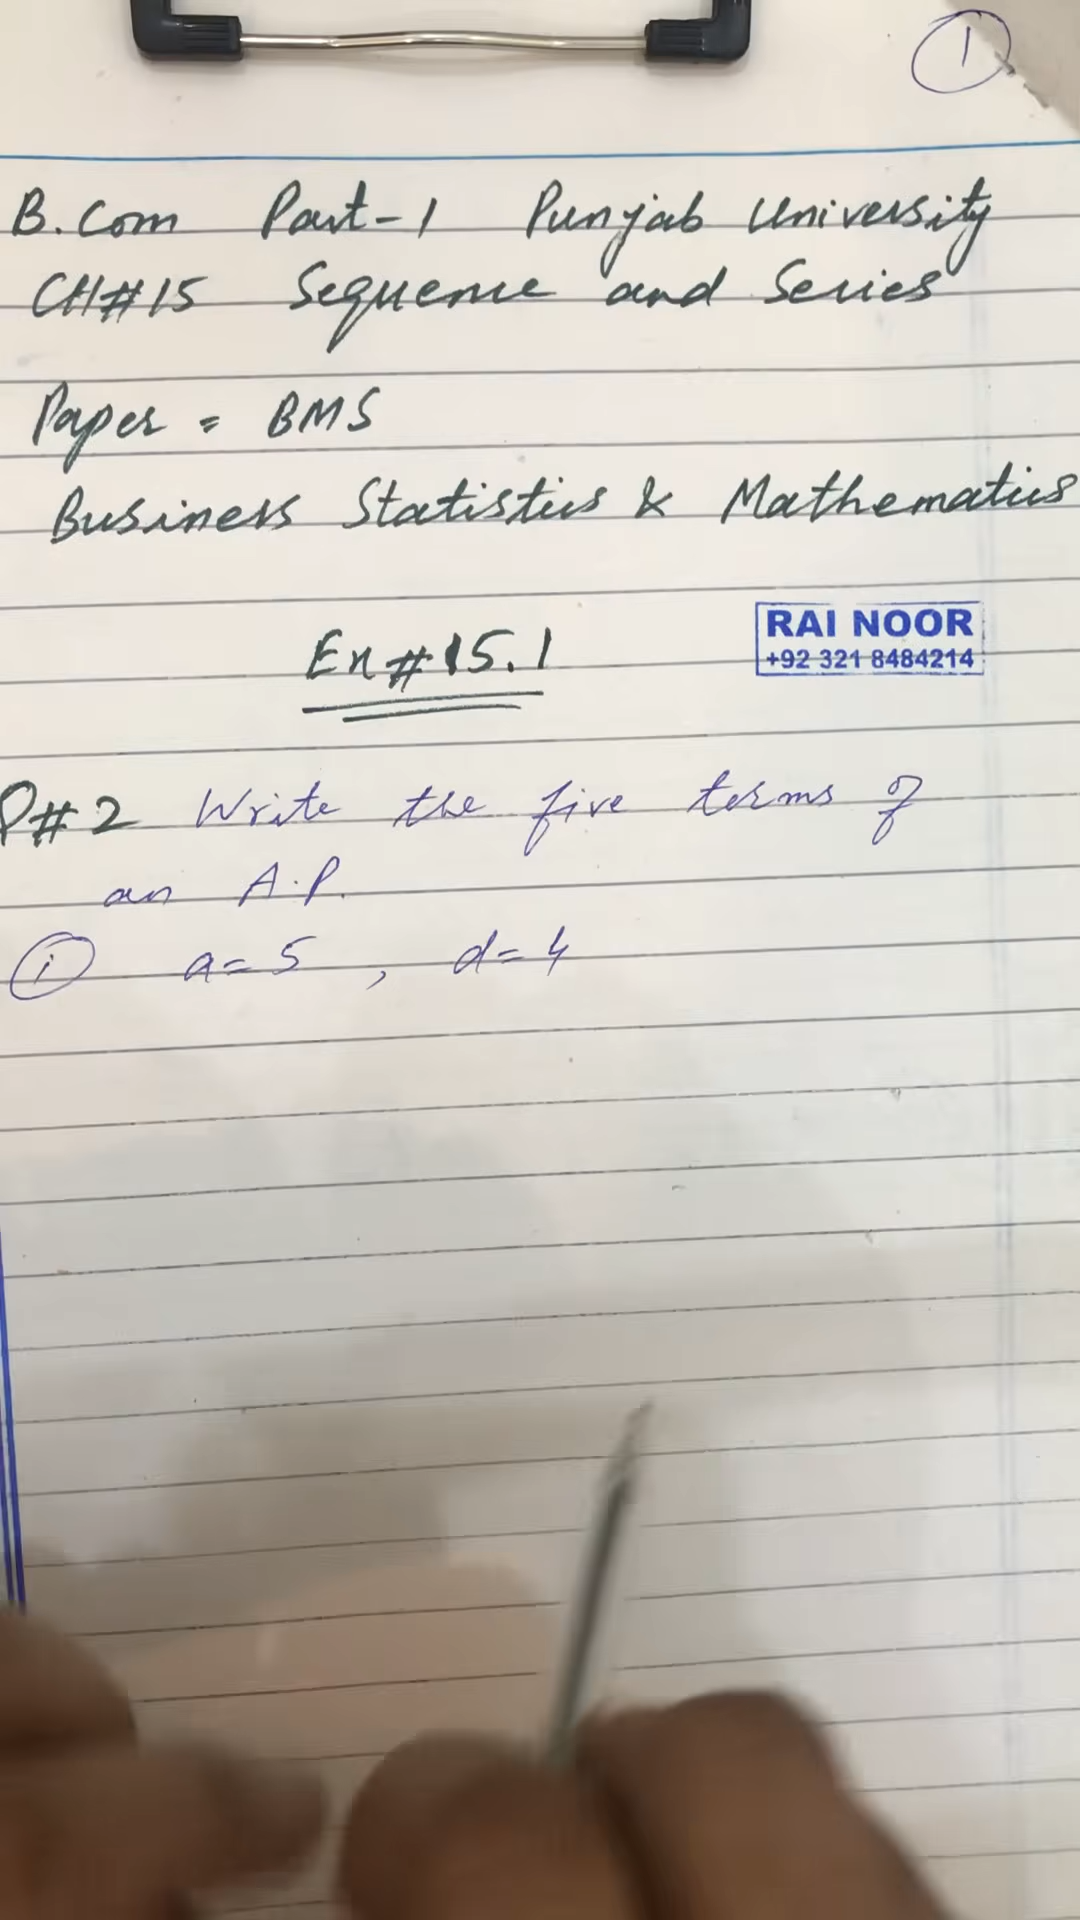 1
B.Com Part-1 Punjab University
CH#15 Sequence and Series
Paper = BMS
Business Statistics & Mathematics
Ex#15.1
RAI NOOR
+92 321 8484214
Q#2 Write the five terms of
an A.P.
i a=5 , d=4